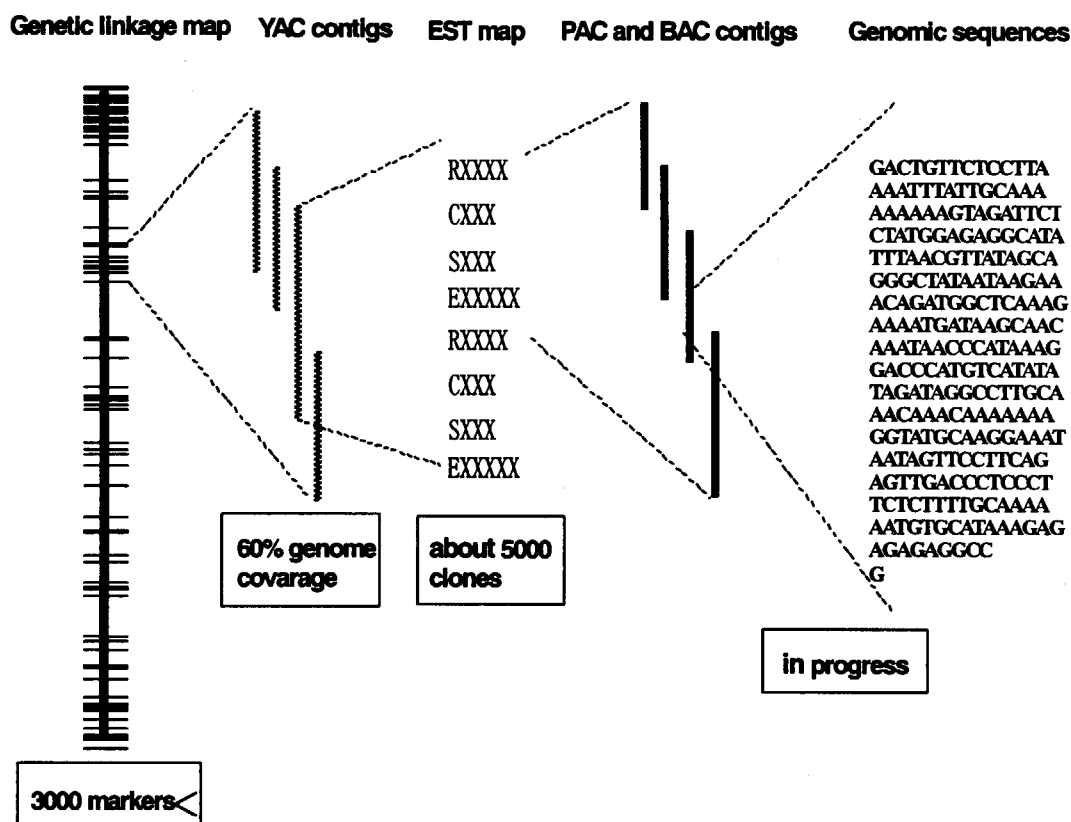 Genetic linkage map YAC contigs EST map PAC and BAC contigs Genomic sequences
RXXXX
CXXX
SXXX
EXXXXX
RXXXX
CXXX
SXXX
EXXXXX
GACTGTTCTCCTTA
AAATTTATTGCAAA
AAAAAAGTAGATTCT
CTATGGAGAGGCATA
TTTAACGTTATAGCA
GGGCTATAATAAGAA
ACAGATGGCTCAAAG
AAAATGATAAGCAAC
AAATAACCCATAAAG
GACCCATGTCATATA
TAGATAGGCCTTGCA
AACAAACAAAAAAA
GGTATGCAAGGAAAT
AATAGTTCCTTCAG
AGTTGACCCTCCCT
TCTCTTTTGCAAAA
AATGTGCATAAAGAG
AGAGAGGCC
G
60% genome
covarage
about 5000
clones
in progress
3000 markers<